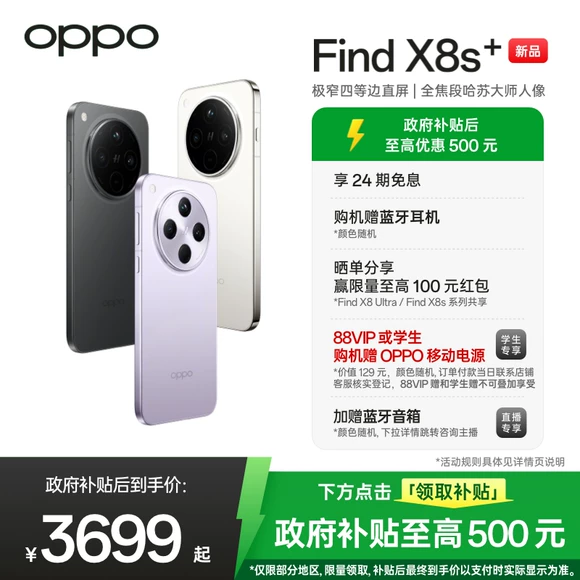 oppo
Find X8s+ 新品
极窄四等边直屏 | 全焦段哈苏大师人像
政府补贴后
至高优惠 500 元
享 24 期免息
购机赠蓝牙耳机
*颜色随机
晒单分享
赢限量至高 100 元红包
*Find X8 Ultra / Find X8s 系列共享
88VIP 或学生
购机赠 OPPO 移动电源
学生
专享
*价值 129 元，颜色随机, 订单付款当日联系店铺
客服核实登记，88VIP 赠和学生赠不可叠加享受
加赠蓝牙音箱
*颜色随机, 下拉详情跳转咨询主播
直播
专享
*活动规则具体见详情页说明
oppo
政府补贴后到手价:
¥3699 起
下方点击「领取补贴」
政府补贴至高 500 元
*仅限部分地区, 限量领取, 补贴后最终到手价以支付时实际显示为准。